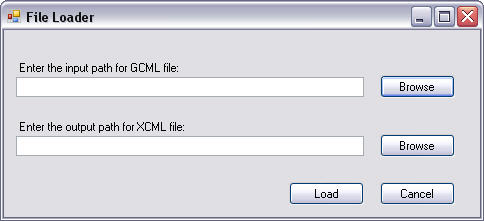 File Loader
Enter the input path for GCML file:
Browse
Enter the output path for XCML file:
Browse
Load Cancel